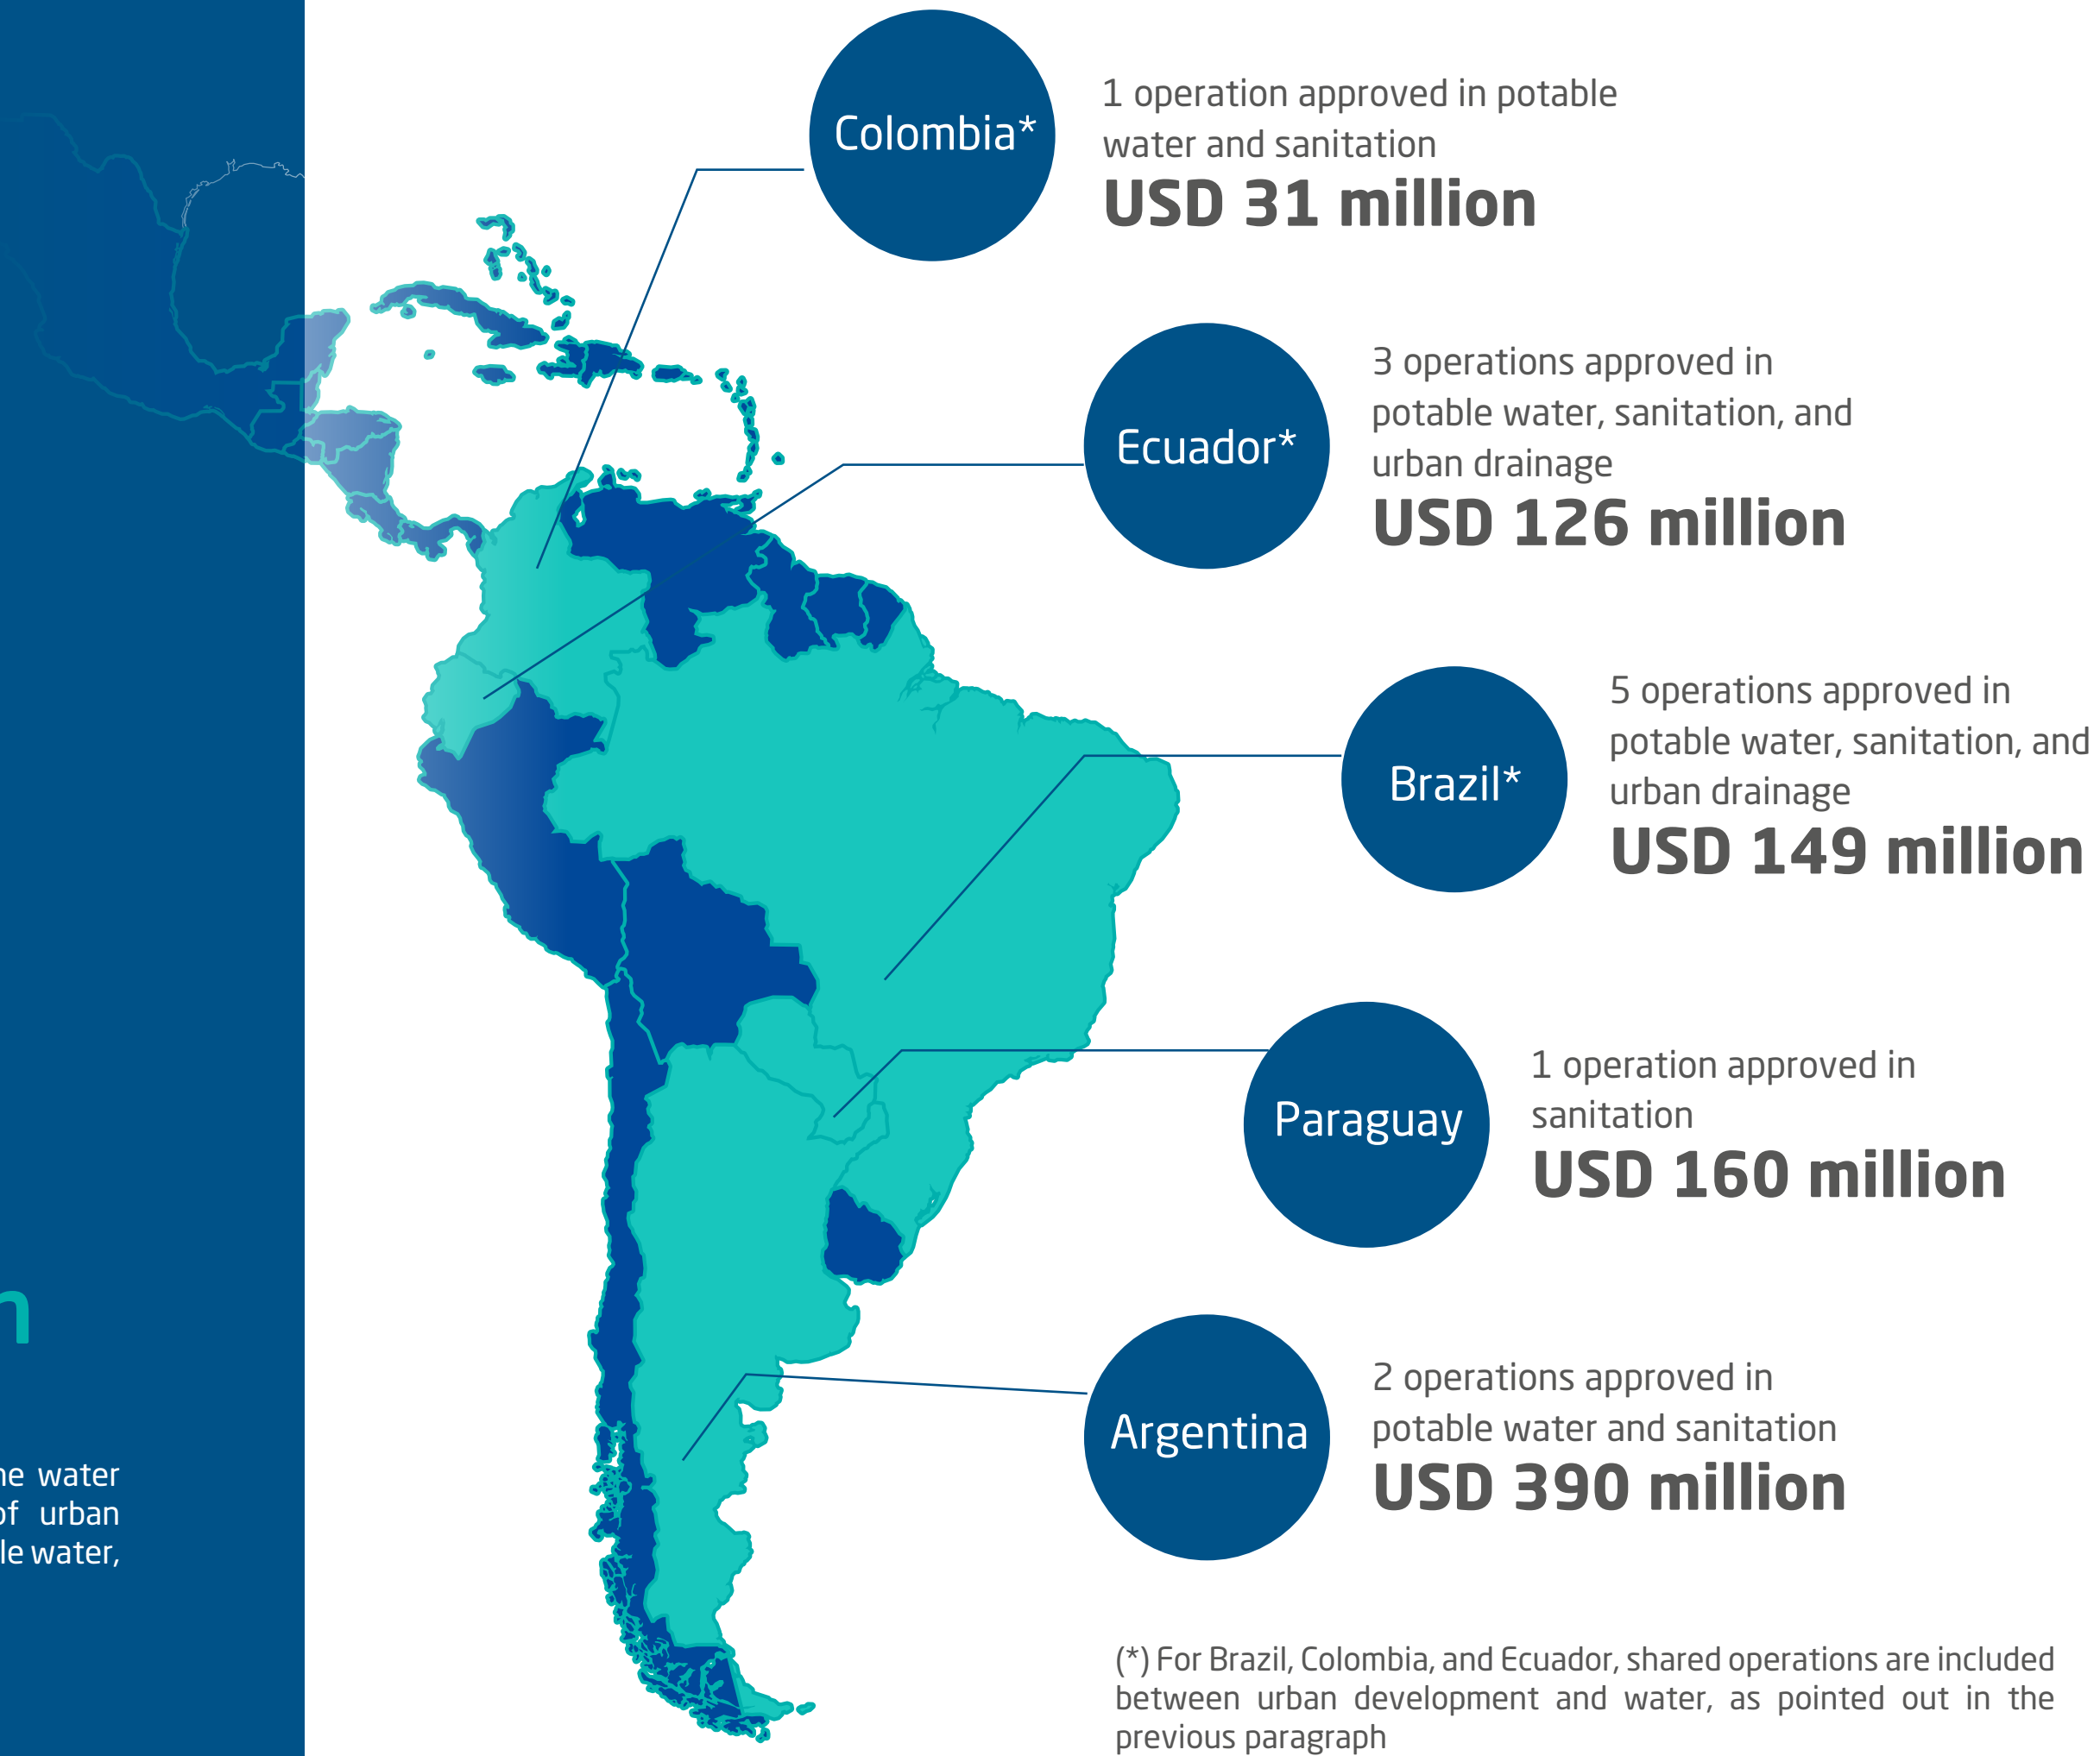 Colombia*
1 operation approved in potable
water and sanitation
USD 31 million
Ecuador*
3 operations approved in
potable water, sanitation, and
urban drainage
USD 126 million
Brazil*
5 operations approved in
potable water, sanitation, and
urban drainage
USD 149 million
Paraguay
1 operation approved in
sanitation
USD 160 million
Argentina
2 operations approved in
potable water and sanitation
USD 390 million
water
of urban
water,
(*) For Brazil, Colombia, and Ecuador, shared operations are included
between urban development and water, as pointed out in the
previous paragraph